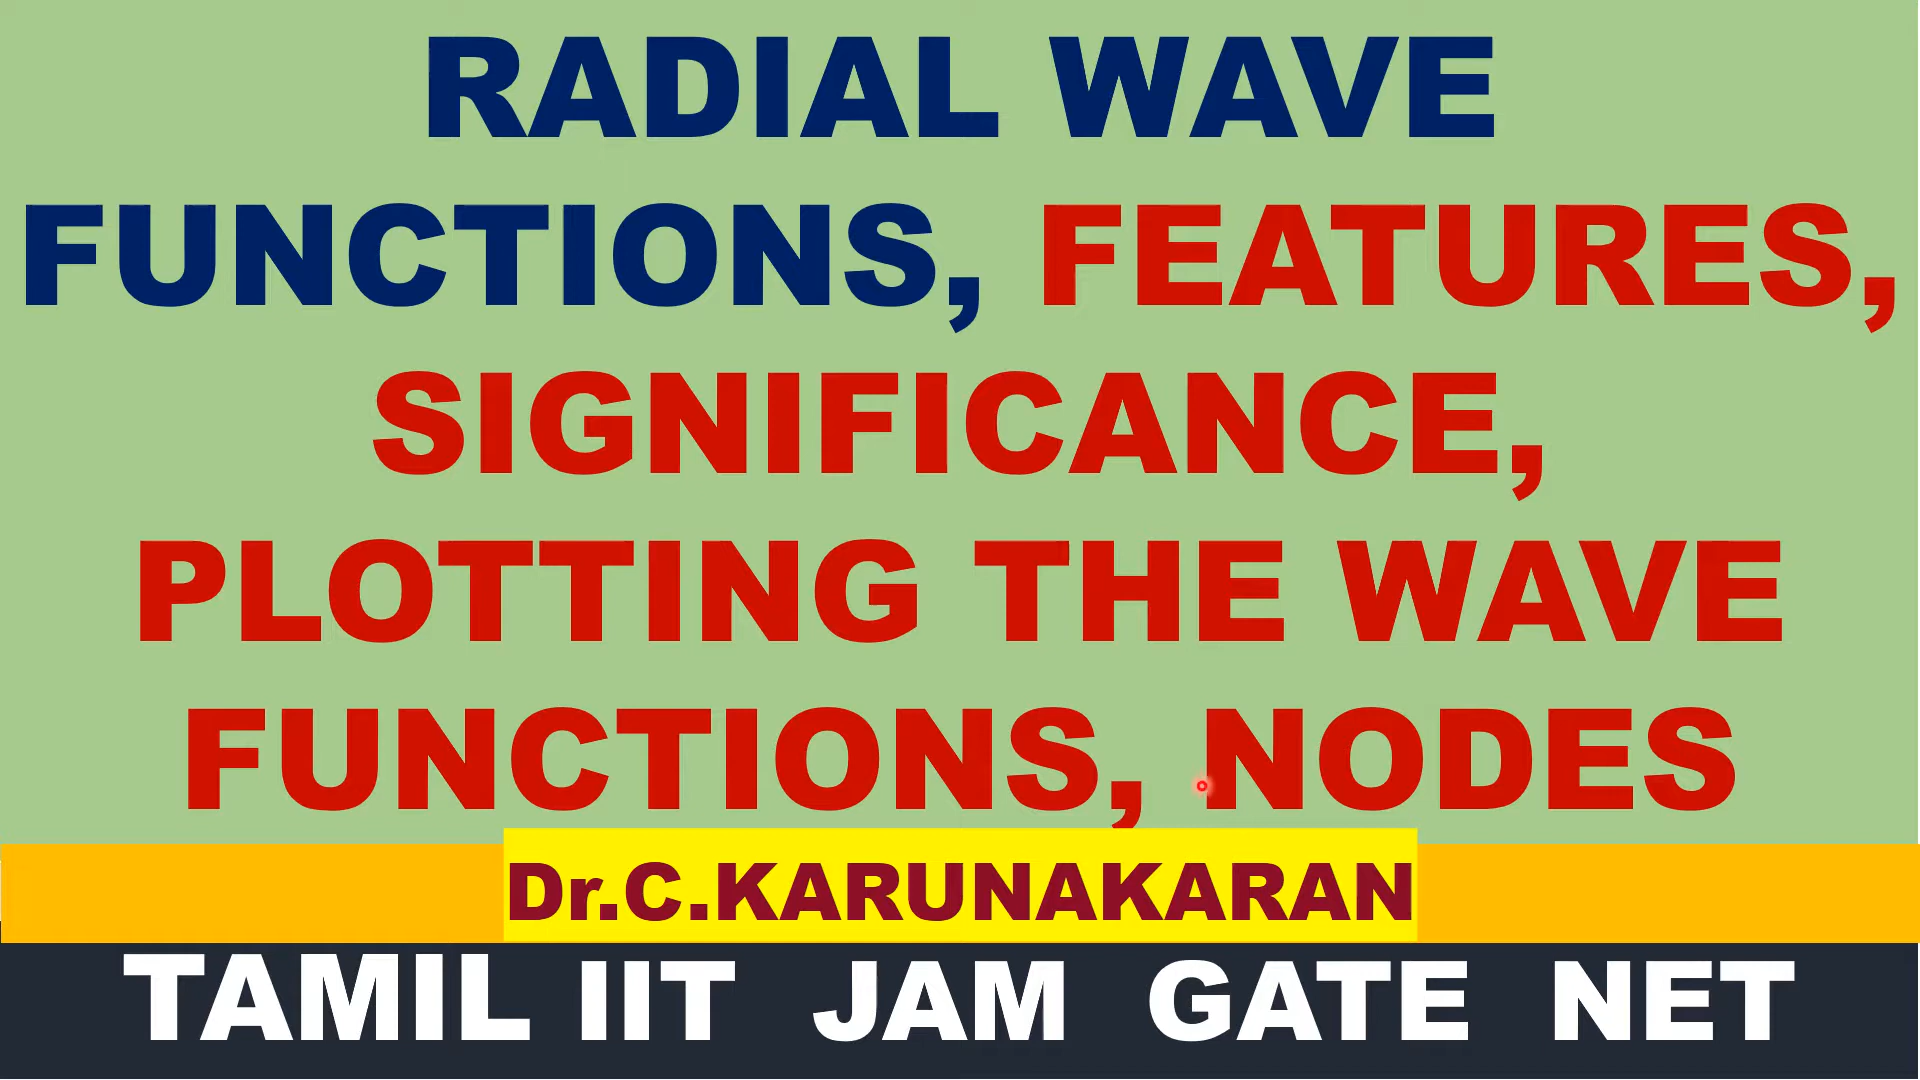 RADIAL WAVE
FUNCTIONS, FEATURES,
SIGNIFICANCE,
PLOTTING THE WAVE
FUNCTIONS, NODES
Dr.C.KARUNAKARAN
TAMIL IIT JAM GATE NET